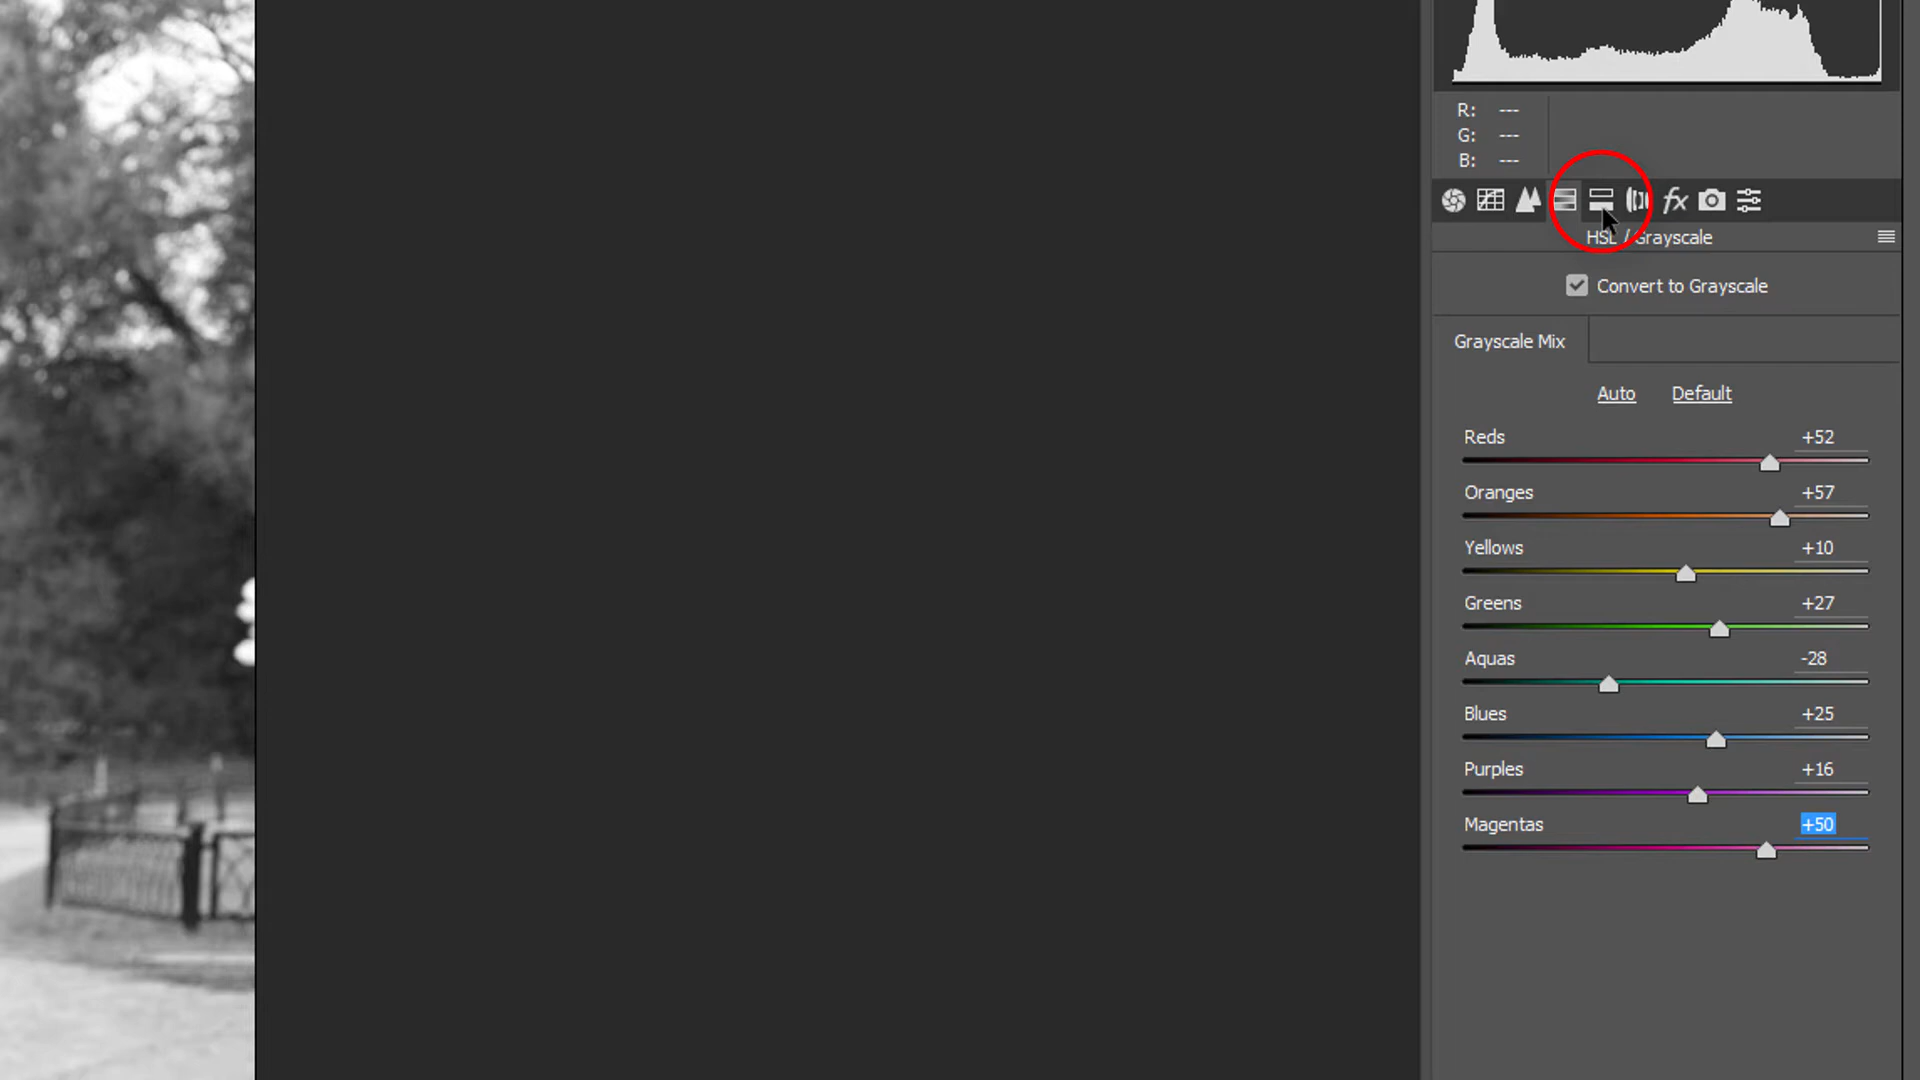 R: ---
G: ---
B: ---
fx
HSL / Grayscale
Convert to Grayscale
Grayscale Mix
Auto Default
Reds +52
Oranges +57
Yellows +10
Greens +27
Aquas -28
Blues +25
Purples +16
Magentas +50